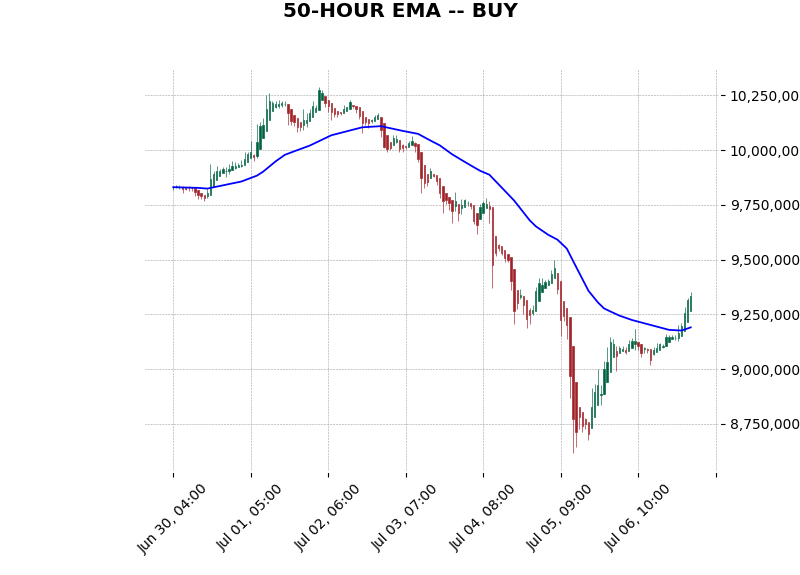 50-HOUR EMA -- BUY
10,250,00
10,000,00
9,750,000
9,500,000
9,250,000
9,000,000
8,750,000
Jun 30, 04:00
Jul 01, 05:00
Jul 02, 06:00
Jul 03, 07:00
Jul 04, 08:00
Jul 05, 09:00
Jul 06, 10:00